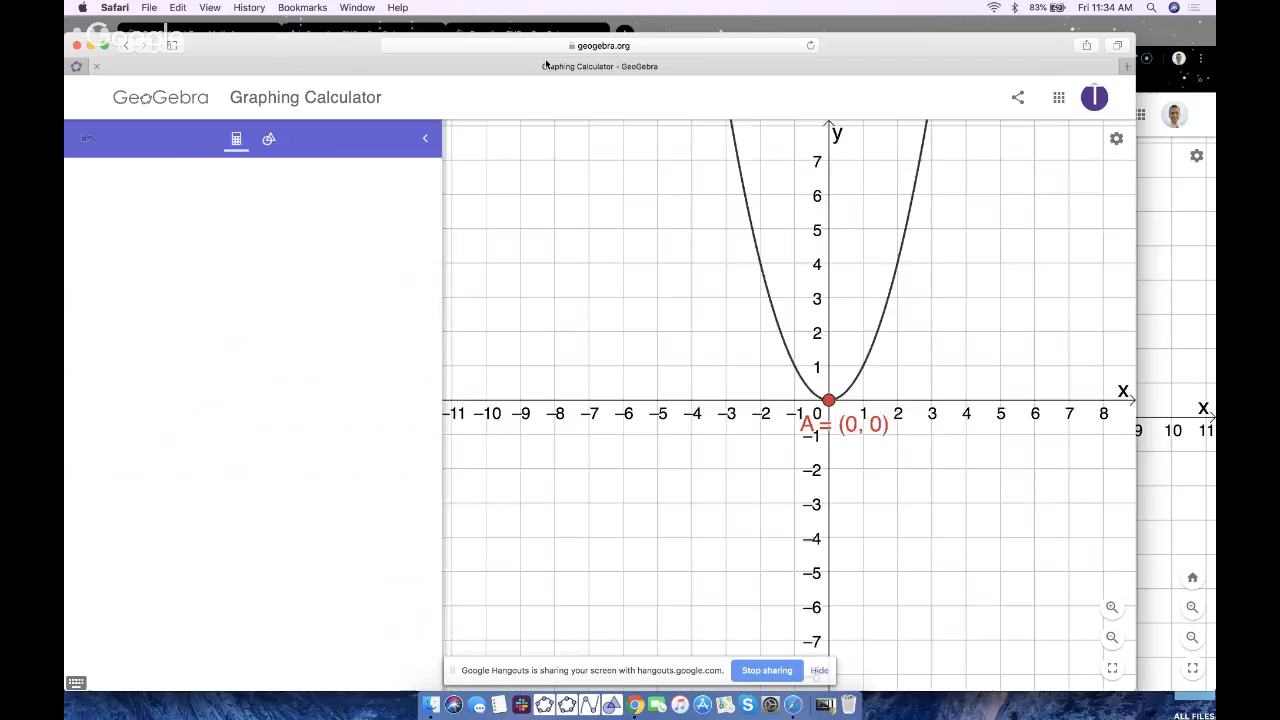 Safari File Edit View History Bookmarks Window Help 83% Fri 11:34 AM
Google
geogebra.org
Graphing Calculator - GeoGebra
GeoGebra Graphing Calculator T
y
7
6
5
4
3
2
1
x
–11 –10 –9 –8 –7 –6 –5 –4 –3 –2 –1 0 1 2 3 4 5 6 7 8
x
9 10 11
A = (0, 0)
–1
–2
–3
–4
–5
–6
–7
Google Hangouts is sharing your screen with hangouts.google.com. Stop sharing Hide
ALL FILES